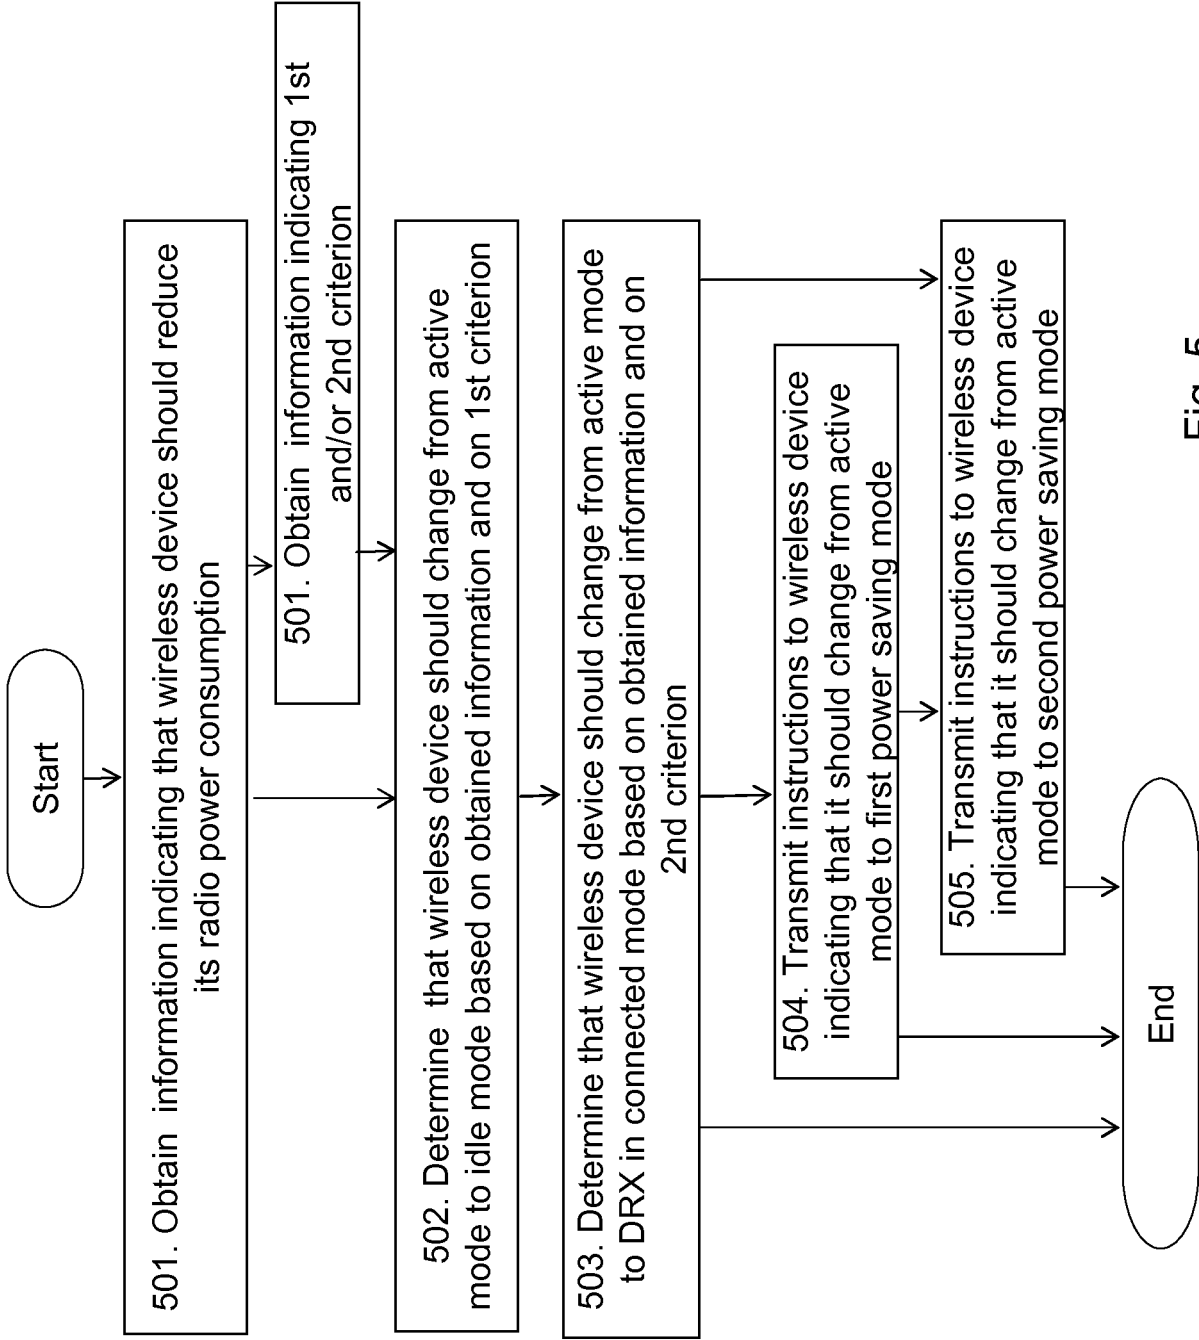 Start
501. Obtain information indicating that wireless device should reduce
its radio power consumption
501. Obtain information indicating 1st
and/or 2nd criterion
502. Determine that wireless device should change from active
mode to idle mode based on obtained information and on 1st criterion
503. Determine that wireless device should change from active mode
to DRX in connected mode based on obtained information and on
2nd criterion
504. Transmit instructions to wireless device
indicating that it should change from active
mode to first power saving mode
505. Transmit instructions to wireless device
indicating that it should change from active
mode to second power saving mode
End
Fig. 5